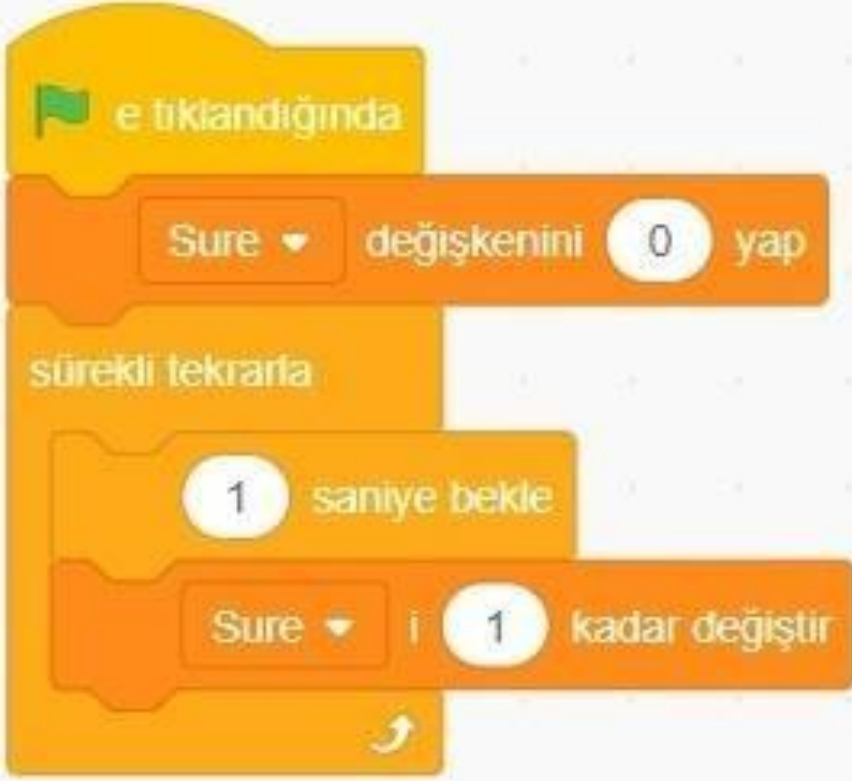 e tıklandığında
Sure değişkenini 0 yap
sürekli tekrarla
1 saniye bekle
Sure i 1 kadar değiştir